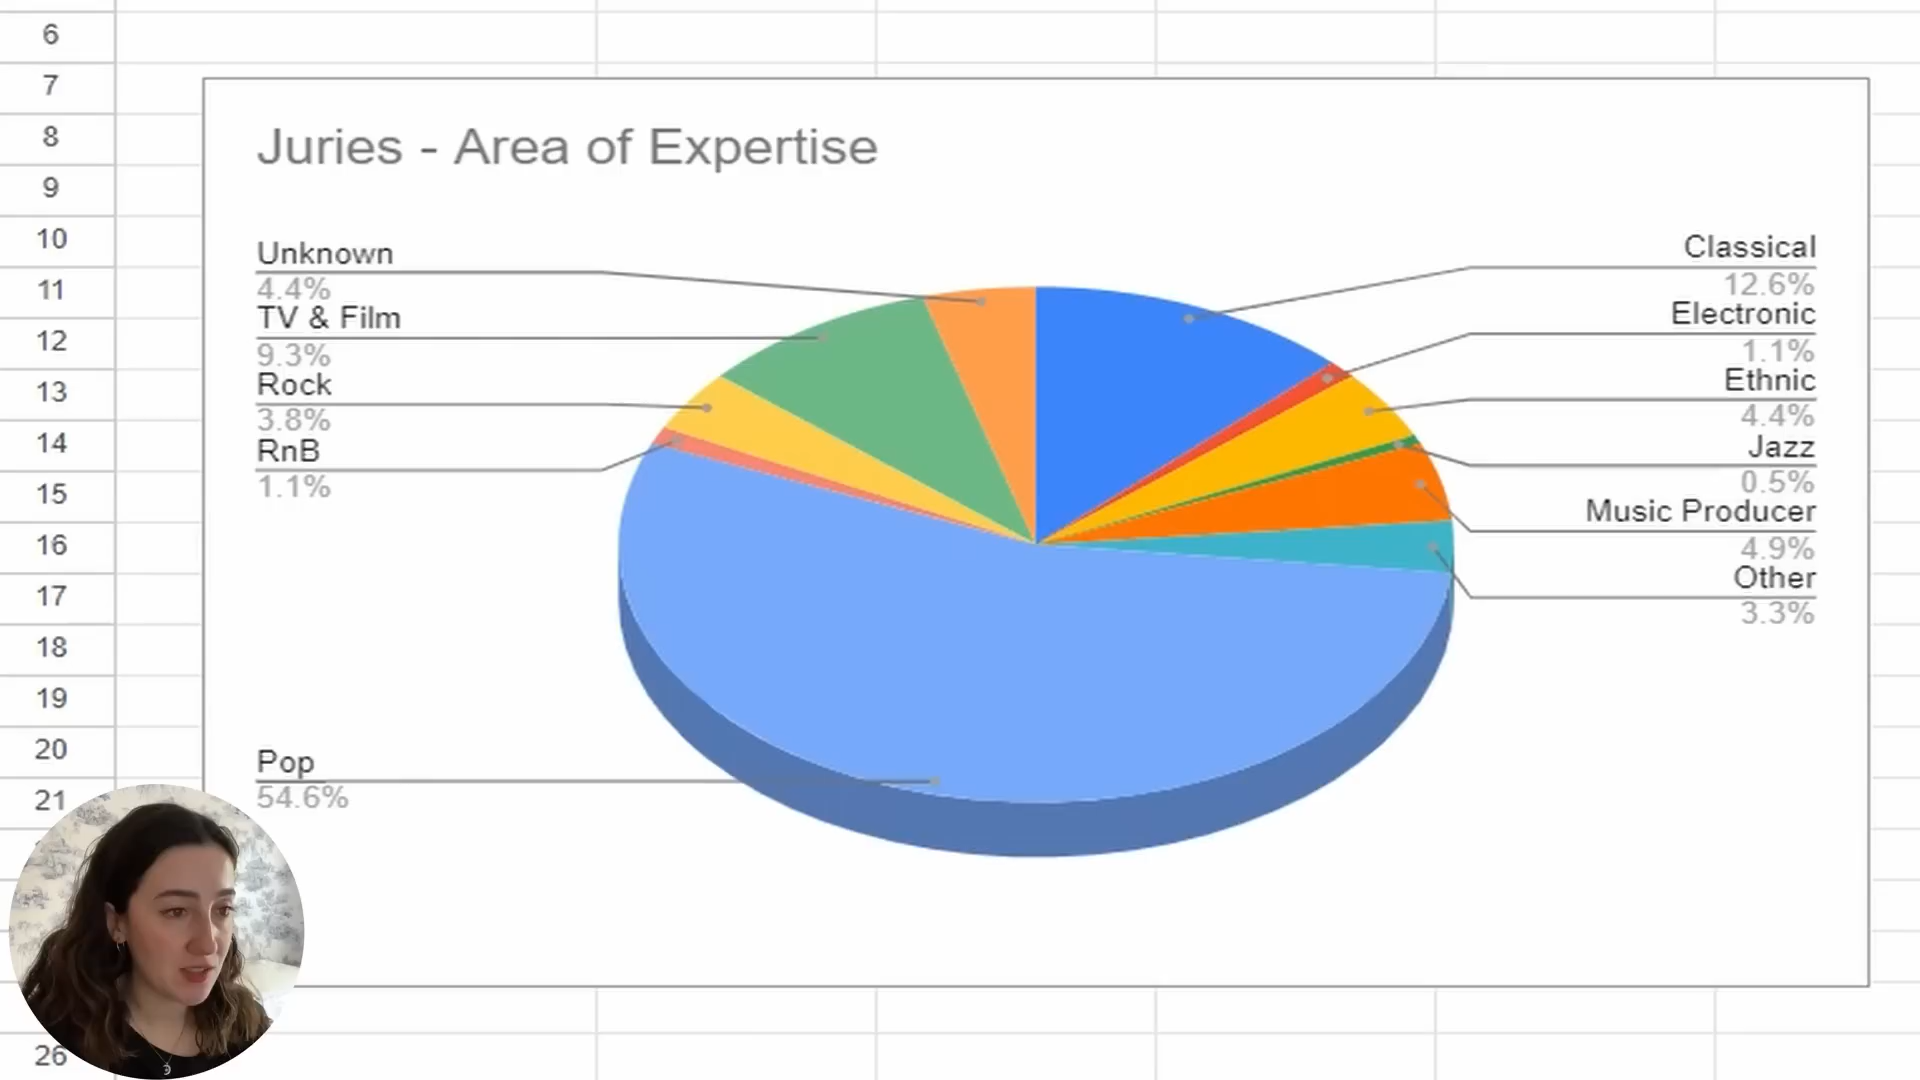 6
7
8
9
10
11
12
13
14
15
16
17
18
19
20
21
26
Juries - Area of Expertise
Unknown
4.4%
TV & Film
9.3%
Rock
3.8%
RnB
1.1%
Pop
54.6%
Classical
12.6%
Electronic
1.1%
Ethnic
4.4%
Jazz
0.5%
Music Producer
4.9%
Other
3.3%